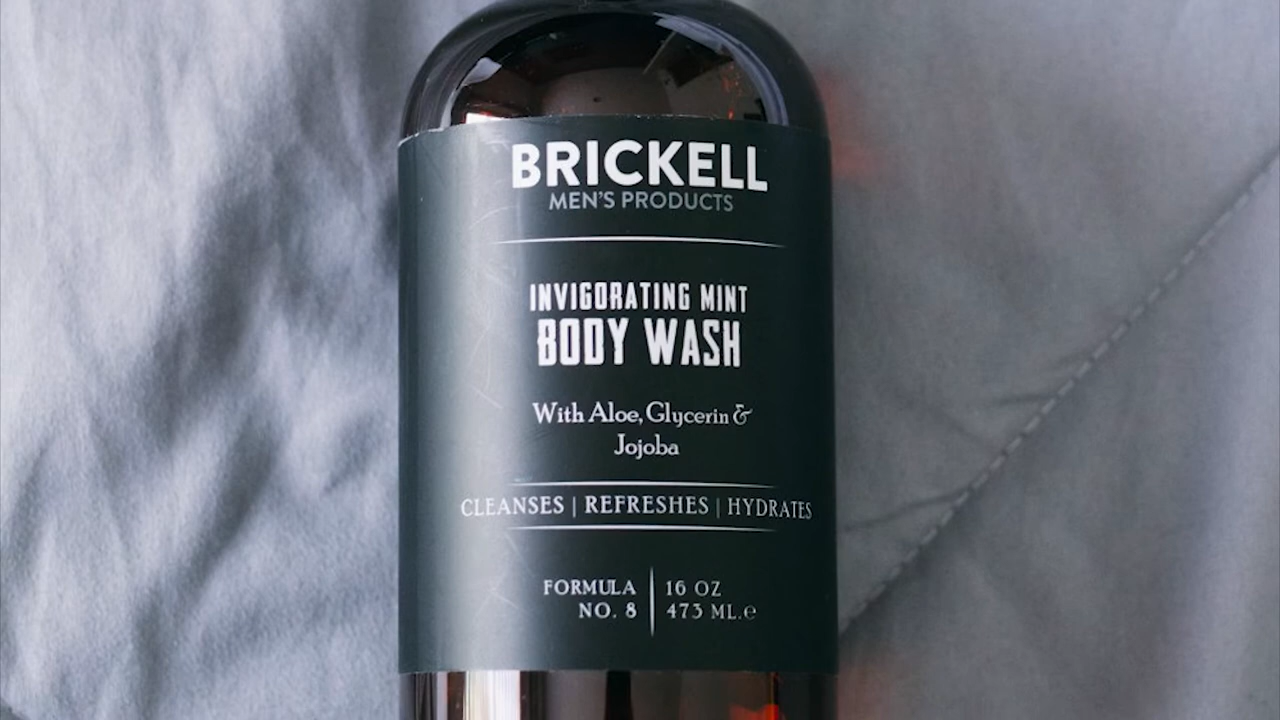 BRICKELL
MEN'S PRODUCTS
INVIGORATING MINT
BODY WASH
With Aloe, Glycerin &
Jojoba
CLEANSES | REFRESHES | HYDRATES
FORMULA
NO. 8
16 OZ
473 ML.℮